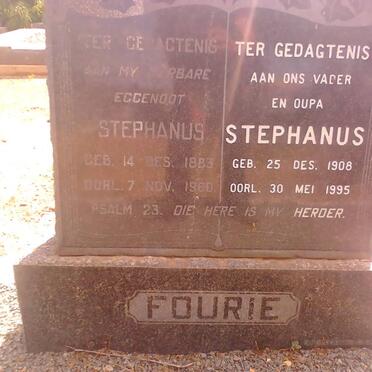 TER GEDAGTENIS
AAN MY DIERBARE
EGGENOOT
STEPHANUS
GEB. 14 DES. 1883
OORL. 7 NOV. 1960
TER GEDAGTENIS
AAN ONS VADER
EN OUPA
STEPHANUS
GEB. 25 DES. 1908
OORL. 30 MEI 1995
PSALM 23. DIE HERE IS MY HERDER.
FOURIE